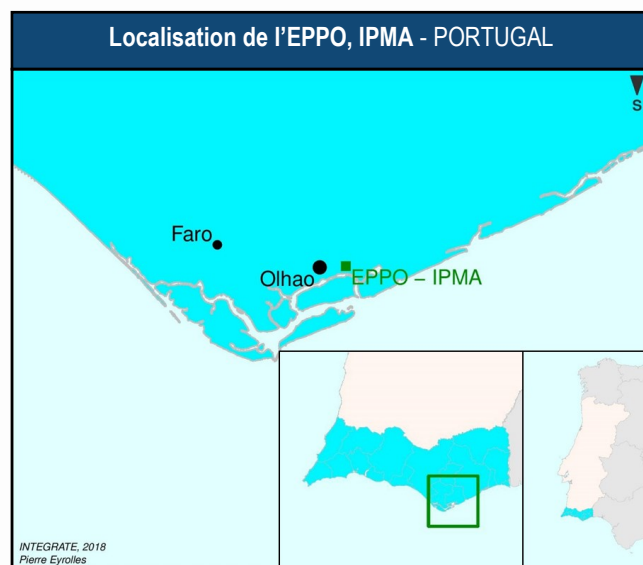 Localisation de l'EPPO, IPMA - PORTUGAL
S
Faro
Olhao
EPPO – IPMA
INTEGRATE, 2018
Pierre Eyrolles